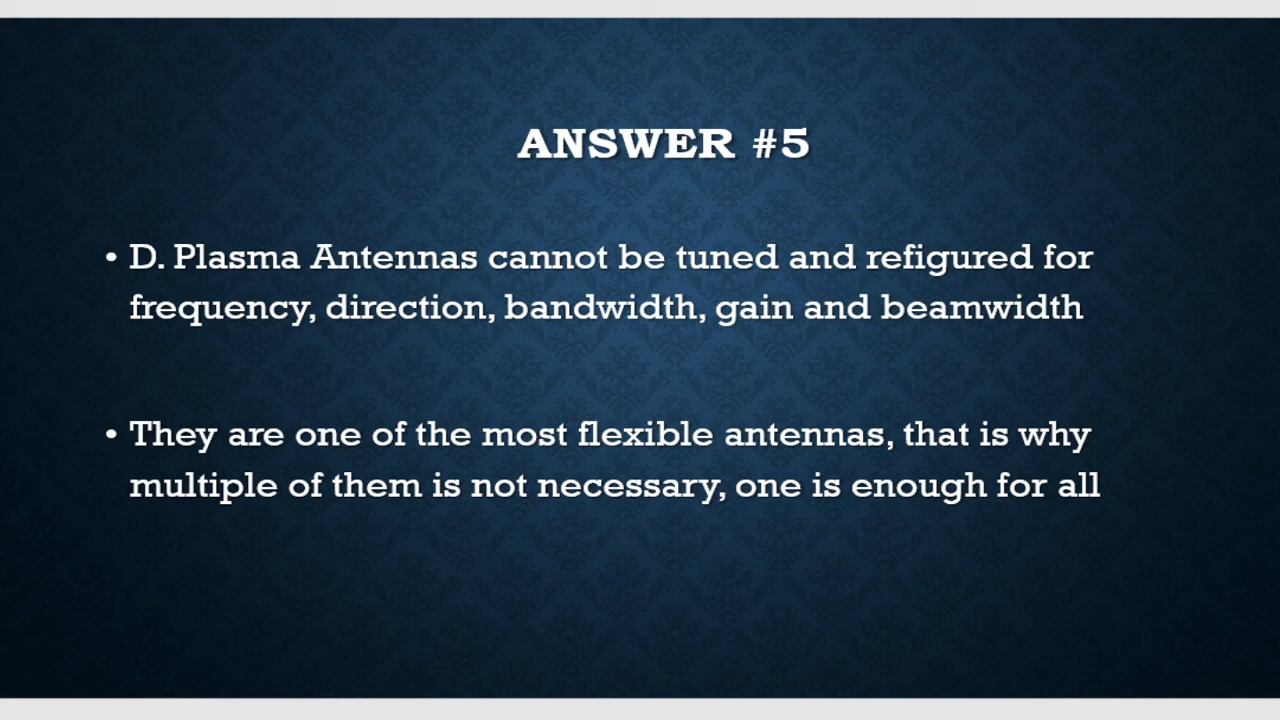 ANSWER #5
• D. Plasma Antennas cannot be tuned and refigured for
frequency, direction, bandwidth, gain and beamwidth
• They are one of the most flexible antennas, that is why
multiple of them is not necessary, one is enough for all